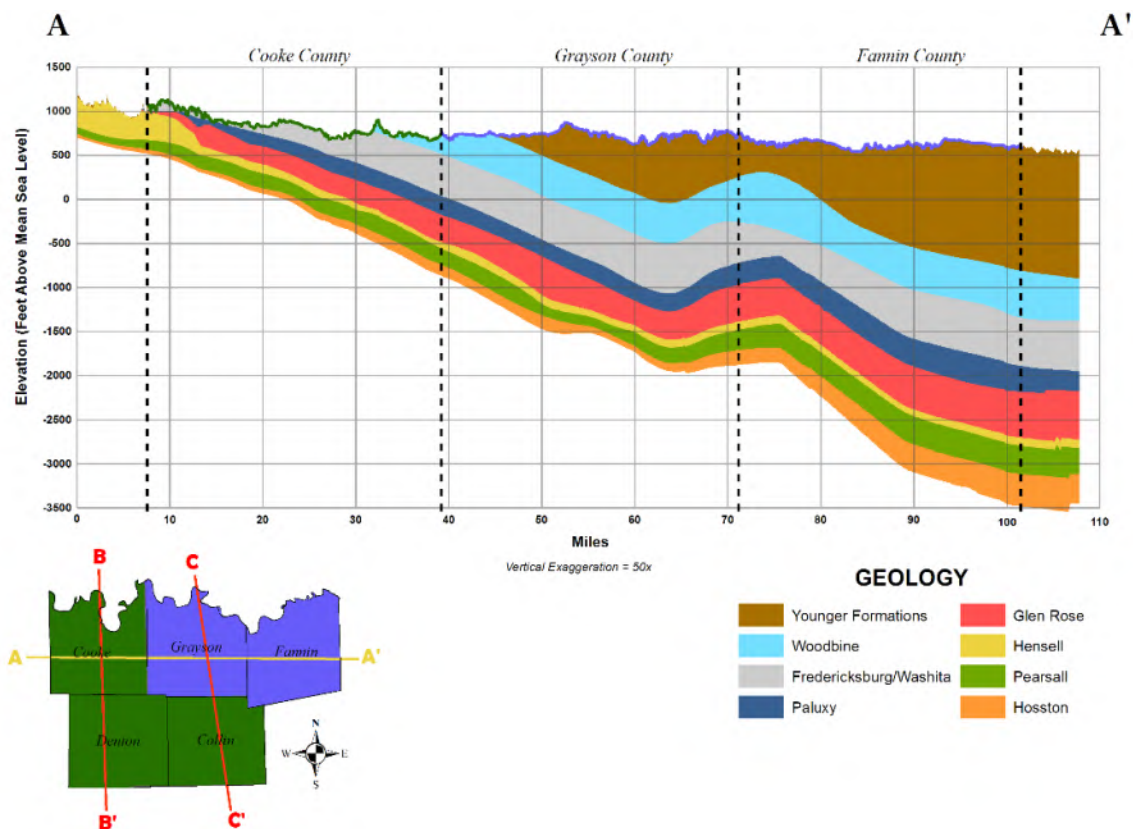 A
A'
Cooke County
Grayson County
Fannin County
Elevation (Feet Above Mean Sea Level)
1500
1000
500
0
-500
-1000
-1500
-2000
-2500
-3000
-3500
0 10 20 30 40 50 60 70 80 90 100 110
Miles
Vertical Exaggeration = 50x
GEOLOGY
Younger Formations
Woodbine
Fredericksburg/Washita
Paluxy
Glen Rose
Hensell
Pearsall
Hosston
B
C
A
Cooke
Grayson
Fannin
A'
Denton
Collin
N
W
E
S
B'
C'